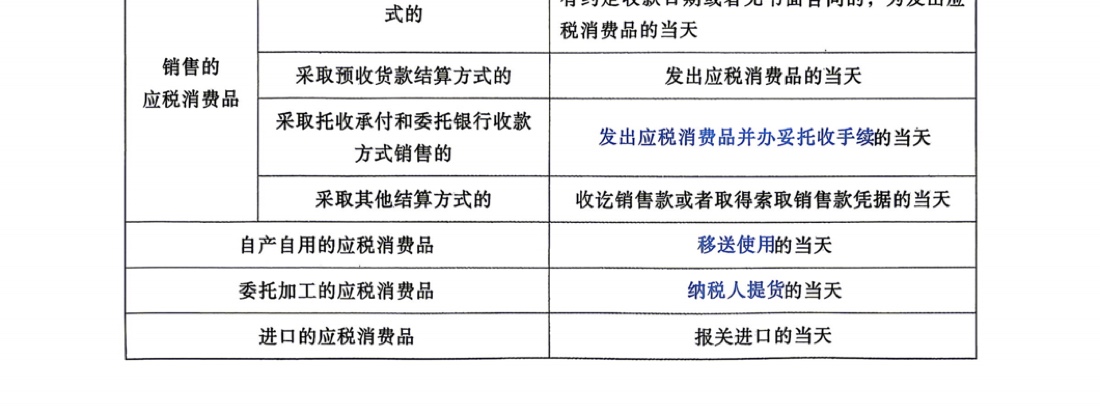 式的
税消费品的当天
销售的
应税消费品
采取预收货款结算方式的
发出应税消费品的当天
采取托收承付和委托银行收款
方式销售的
发出应税消费品并办妥托收手续的当天
采取其他结算方式的
收讫销售款或者取得索取销售款凭据的当天
自产自用的应税消费品
移送使用的当天
委托加工的应税消费品
纳税人提货的当天
进口的应税消费品
报关进口的当天